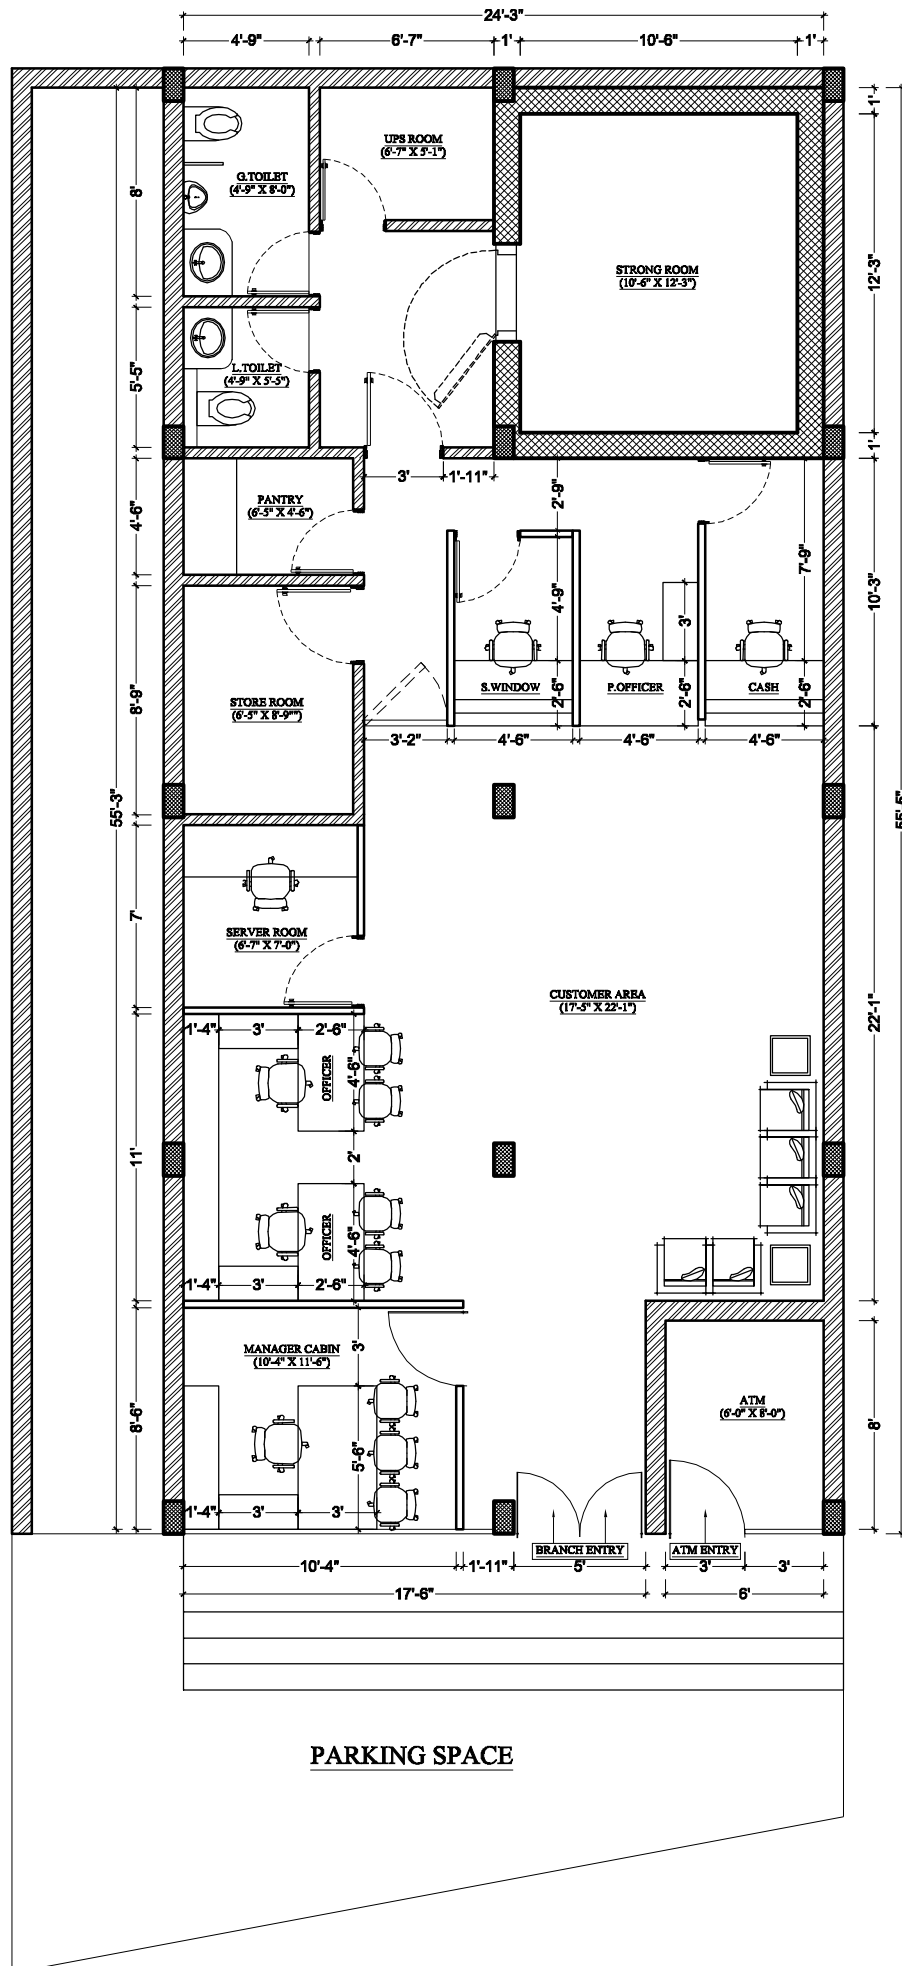 24'-3"
4'-9" 6'-7" 1' 10'-6" 1'
1'
UPS ROOM
(6'-7" X 5'-1")
G.TOILET
(4'-9" X 8'-0")
8'
STRONG ROOM
(10'-6" X 12'-3")
12'-3"
L.TOILET
(4'-9" X 5'-5")
5'-5"
1'
3' 1'-11"
PANTRY
(6'-5" X 4'-6")
4'-6"
2'-9"
7'-9"
4'-9"
3'
10'-3"
S.WINDOW P.OFFICER CASH
2'-6" 2'-6" 2'-6"
STORE ROOM
(6'-5" X 8'-9"")
8'-9"
3'-2" 4'-6" 4'-6" 4'-6"
55'-3"
55'-5"
7'
SERVER ROOM
(6'-7" X 7'-0")
CUSTOMER AREA
(17'-5" X 22'-1")
22'-1"
1'-4" 3' 2'-6"
OFFICER
4'-6"
11'
2'
OFFICER
4'-6"
1'-4" 3' 2'-6"
MANAGER CABIN
(10'-4" X 11'-6")
3'
8'-6"
ATM
(6'-0" X 8'-0")
8'
5'-6"
1'-4" 3' 3'
BRANCH ENTRY ATM ENTRY
10'-4" 1'-11" 5' 3' 3'
17'-6" 6'
PARKING SPACE